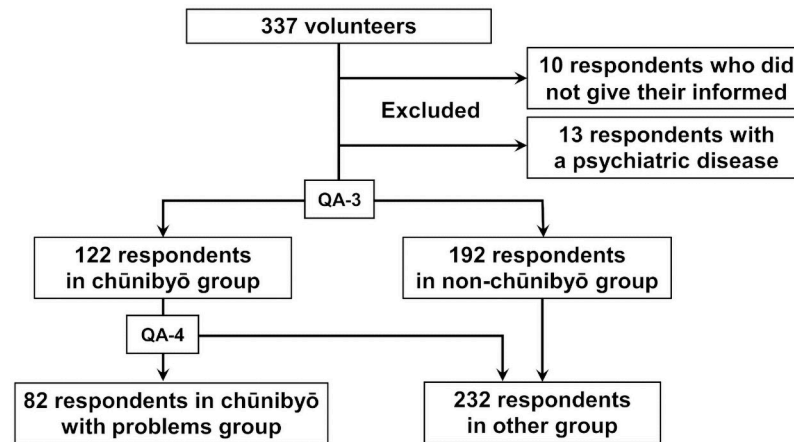 337 volunteers
10 respondents who did
not give their informed
Excluded
13 respondents with
a psychiatric disease
QA-3
122 respondents
in chūnibyō group
192 respondents
in non-chūnibyō group
QA-4
82 respondents in chūnibyō
with problems group
232 respondents
in other group